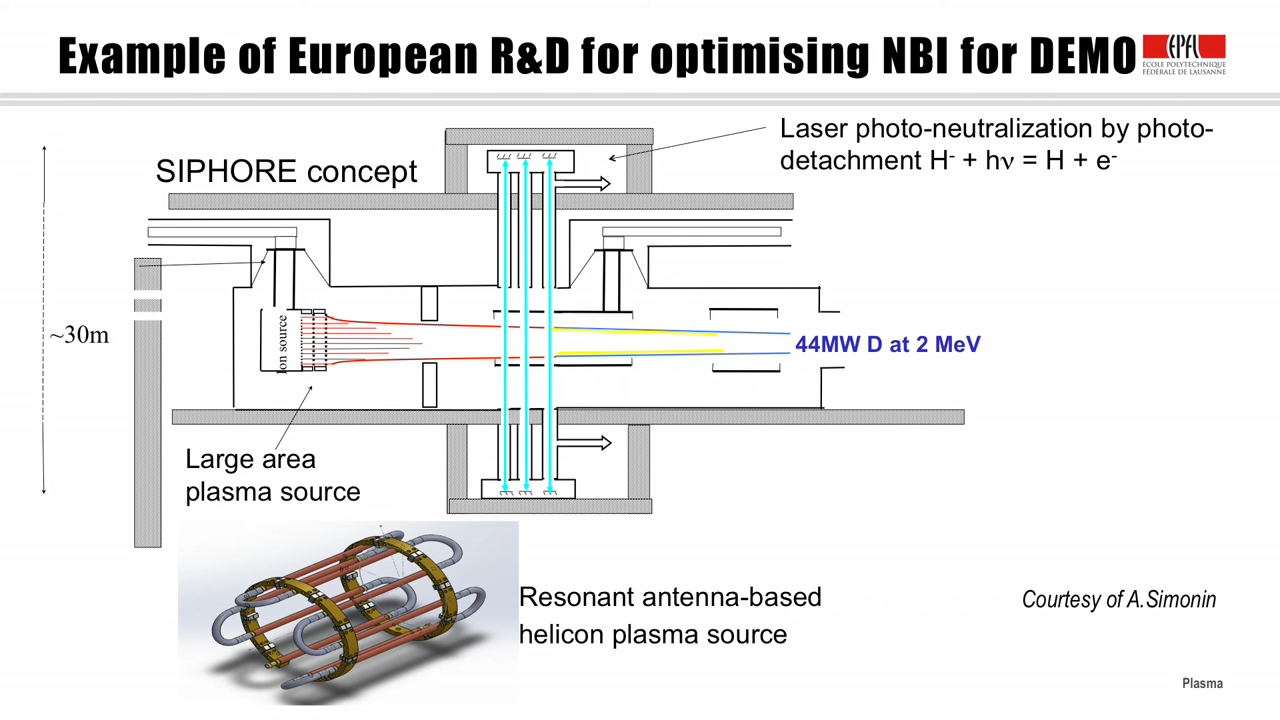 Example of European R&D for optimising NBI for DEMO
EPFL
ÉCOLE POLYTECHNIQUE
FÉDÉRALE DE LAUSANNE
Laser photo-neutralization by photo-
detachment H⁻ + hν = H + e⁻
SIPHORE concept
~30m
Ion source
44MW D at 2 MeV
Large area
plasma source
Resonant antenna-based
helicon plasma source
Courtesy of A.Simonin
Plasma